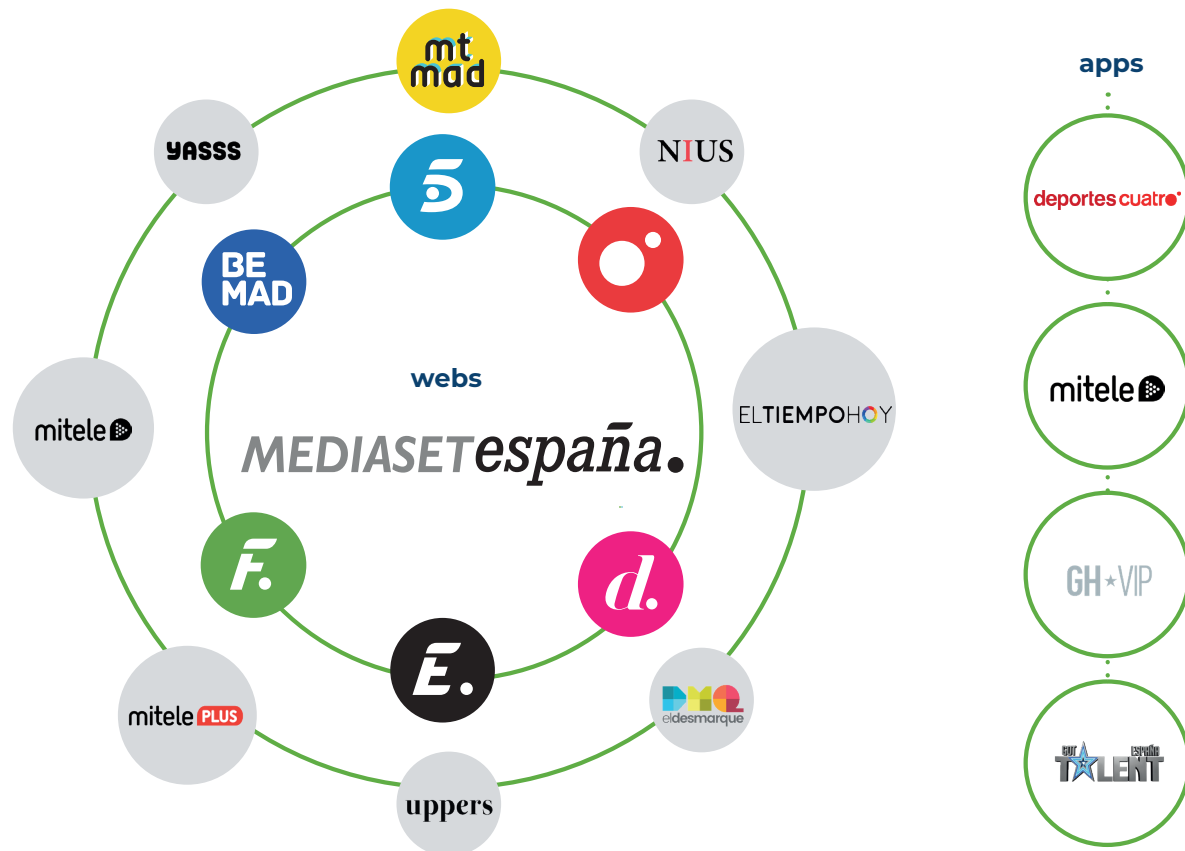 mt
mad
apps
YASSS
NIUS
5
deportes cuatro
BE
MAD
webs
mitele
ELTIEMPOHOY
mitele
MEDIASETespaña.
F.
d.
GH★VIP
E.
mitele PLUS
DMQ
eldesmarque
GOT ESPAÑA
TALENT
uppers